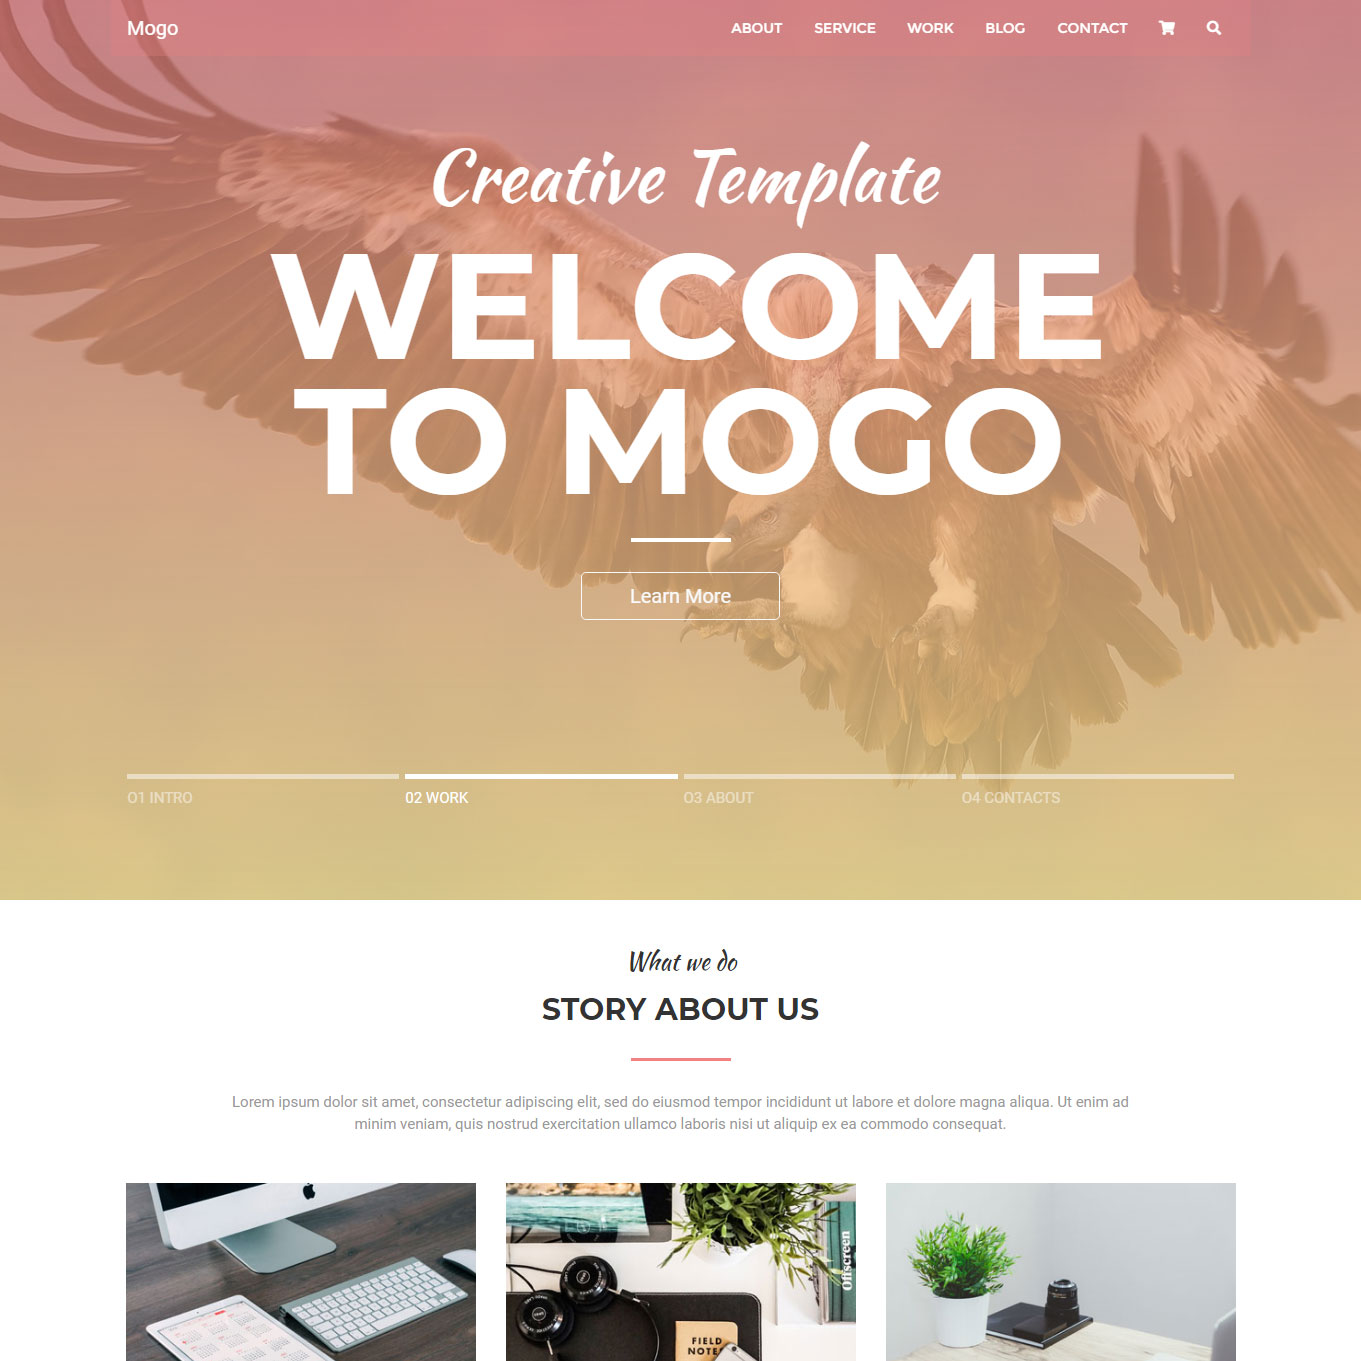 Mogo ABOUT SERVICE WORK BLOG CONTACT
Creative Template
WELCOME
TO MOGO
Learn More
01 INTRO 02 WORK 03 ABOUT 04 CONTACTS
What we do
STORY ABOUT US
Lorem ipsum dolor sit amet, consectetur adipiscing elit, sed do eiusmod tempor incididunt ut labore et dolore magna aliqua. Ut enim ad
minim veniam, quis nostrud exercitation ullamco laboris nisi ut aliquip ex ea commodo consequat.
Offscreen
FIELD
NOTES